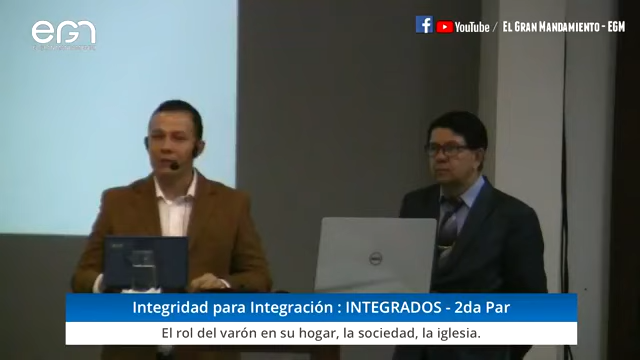 EGM
YouTube / El Gran Mandamiento - EGM
DELL
Integridad para Integración : INTEGRADOS - 2da Par
El rol del varón en su hogar, la sociedad, la iglesia.